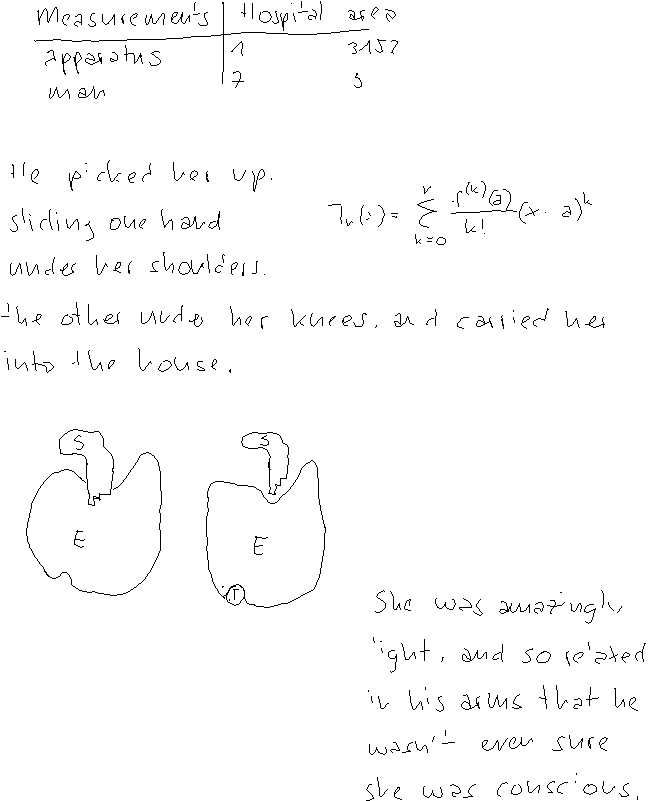 Measurements Hospital area
apparatus 1 3152
man 7 3
He picked her up.
sliding one hand
under her shoulders.
the other under her knees. and carried her
into the house.
T_n(x) = \sum_{k=0}^{n} \frac{f^{(k)}(a)}{k!} (x - a)^k
S S
E E
T
She was amazingly
light. and so relaxed
in his arms that he
wasn't even sure
she was conscious.